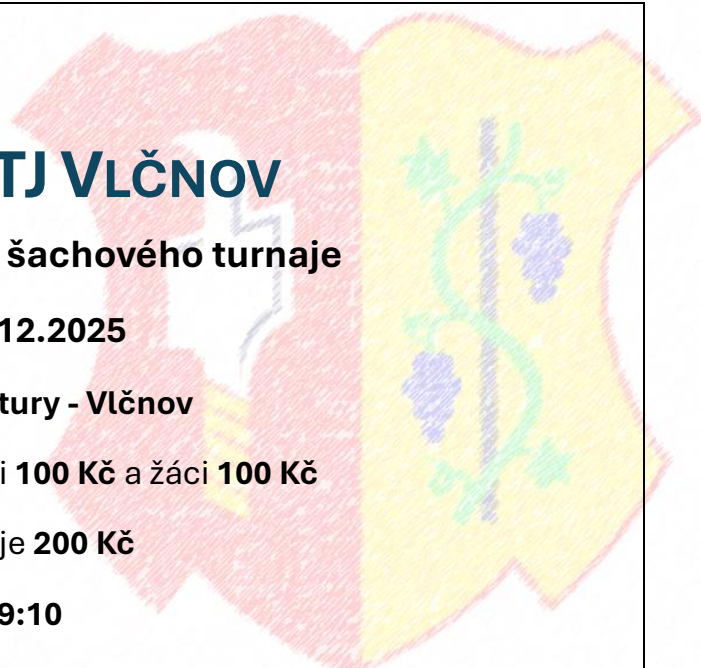 TJ VLČNOV
šachového turnaje
12.2025
tury - Vlčnov
i 100 Kč a žáci 100 Kč
je 200 Kč
9:10